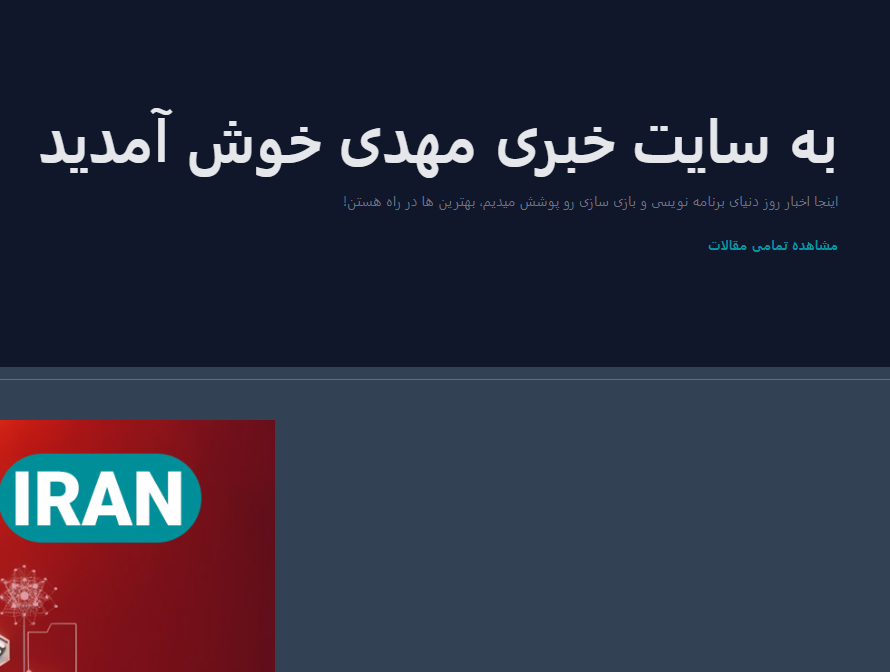 به سایت خبری مهدی خوش آمدید
اینجا اخبار روز دنیای برنامه نویسی و بازی سازی رو پوشش میدیم، بهترین ها در راه هستن!
مشاهده تمامی مقالات
IRAN